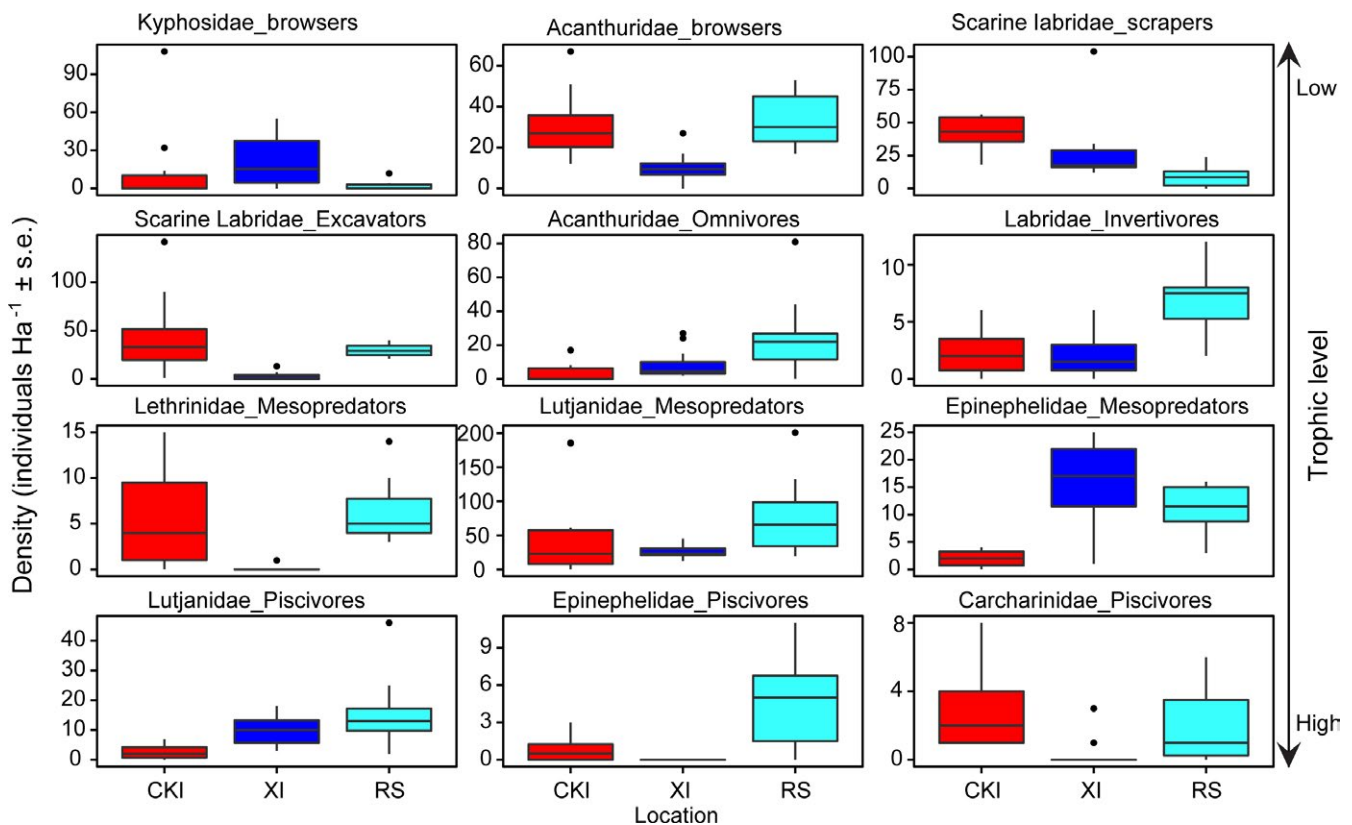 Kyphosidae_browsers
Acanthuridae_browsers
Scarine labridae_scrapers
90
60
30
0
60
40
20
0
100
75
50
25
0
Low
Scarine Labridae_Excavators
Acanthuridae_Omnivores
Labridae_Invertivores
100
50
0
80
60
40
20
0
10
5
0
Density (individuals Ha⁻¹ ± s.e.)
Trophic level
Lethrinidae_Mesopredators
Lutjanidae_Mesopredators
Epinephelidae_Mesopredators
15
10
5
0
200
150
100
50
0
25
20
15
10
5
0
Lutjanidae_Piscivores
Epinephelidae_Piscivores
Carcharinidae_Piscivores
40
30
20
10
0
9
6
3
0
8
4
0
High
CKI XI RS
CKI XI RS
CKI XI RS
Location